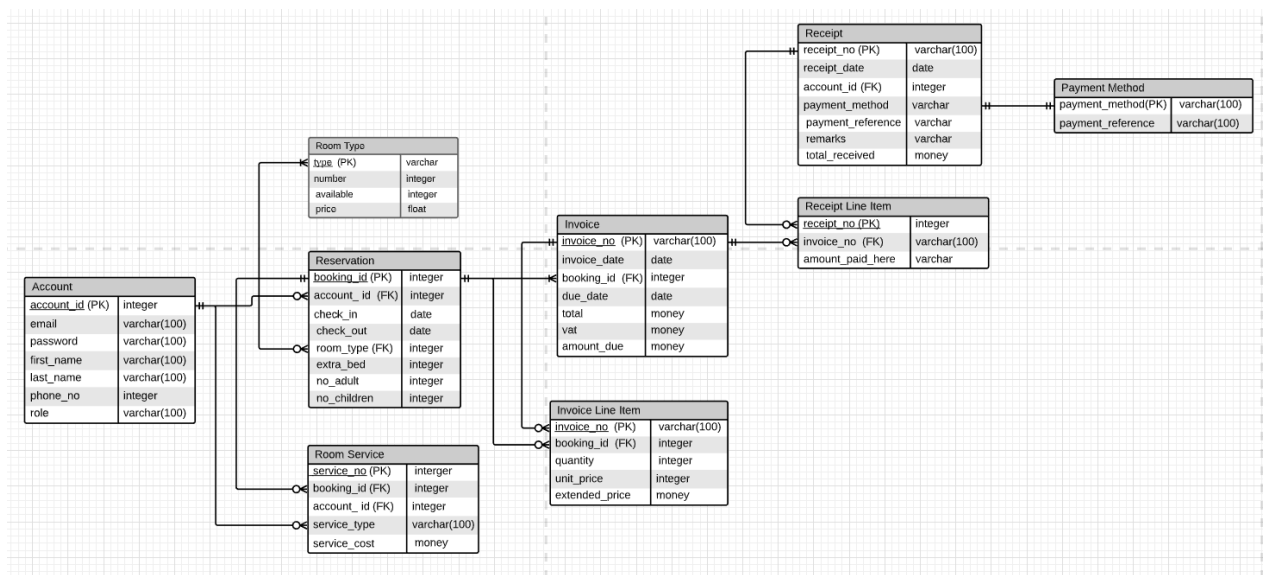 Receipt
receipt_no (PK) varchar(100)
receipt_date date
account_id (FK) integer
payment_method varchar
payment_reference varchar
remarks varchar
total_received money
Payment Method
payment_method(PK) varchar(100)
payment_reference varchar(100)
Room Type
type (PK) varchar
number integer
available integer
price float
Receipt Line Item
receipt_no (PK) integer
invoice_no (FK) varchar(100)
amount_paid_here varchar
Invoice
invoice_no (PK) varchar(100)
invoice_date date
booking_id (FK) integer
due_date date
total money
vat money
amount_due money
Reservation
booking_id (PK) integer
account_ id (FK) integer
check_in date
check_out date
room_type (FK) integer
extra_bed integer
no_adult integer
no_children integer
Account
account_id (PK) integer
email varchar(100)
password varchar(100)
first_name varchar(100)
last_name varchar(100)
phone_no integer
role varchar(100)
Invoice Line Item
invoice_no (PK) varchar(100)
booking_id (FK) integer
quantity integer
unit_price integer
extended_price money
Room Service
service_no (PK) interger
booking_id (FK) integer
account_ id (FK) integer
service_type varchar(100)
service_cost money